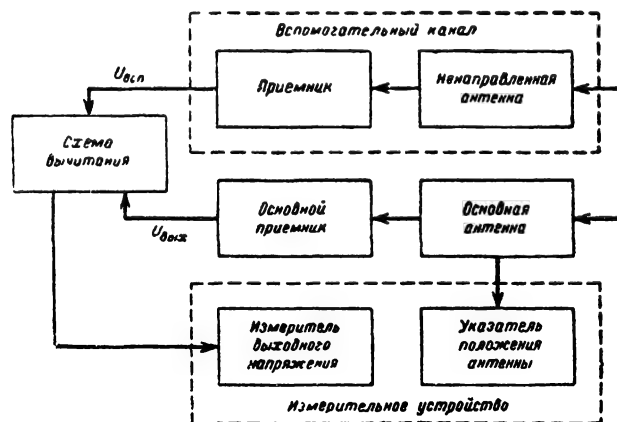 Вспомогательный канал
Uвсп
Приемник
Ненаправленная
антенна
Схема
вычитания
Основной
приемник
Основная
антенна
Uвых
Измеритель
выходного
напряжения
Указатель
положения
антенны
Измерительное устройство